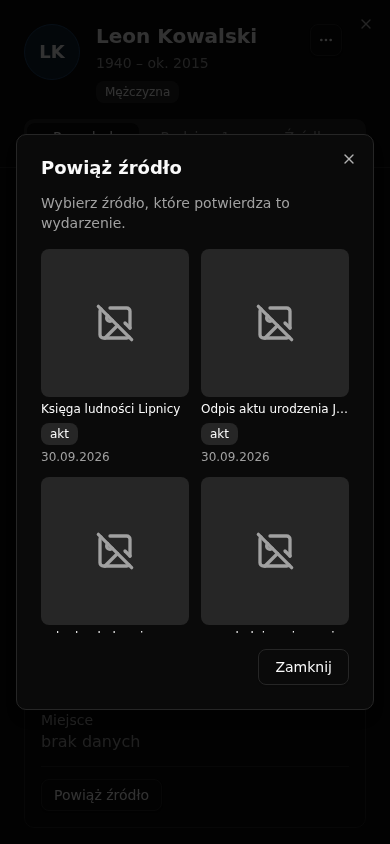 LK
Leon Kowalski
1940 – ok. 2015
Mężczyzna
Powiąż źródło
Wybierz źródło, które potwierdza to
wydarzenie.
Księga ludności Lipnicy
Odpis aktu urodzenia J...
akt
akt
30.09.2026
30.09.2026
Zamknij
Miejsce
brak danych
Powiąż źródło